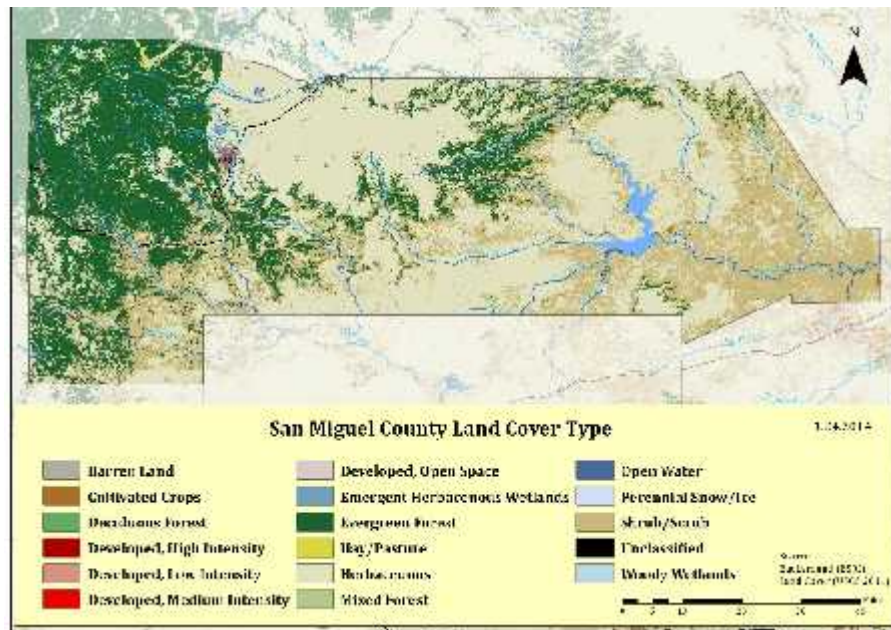 N
San Miguel County Land Cover Type
Barren Land
Cultivated Crops
Deciduous Forest
Developed, High Intensity
Developed, Low Intensity
Developed, Medium Intensity
Developed, Open Space
Emergent Herbaceous Wetlands
Evergreen Forest
Hay/Pasture
Herbaceous
Mixed Forest
Open Water
Perennial Snow/Ice
Shrub/Scrub
Unclassified
Woody Wetlands